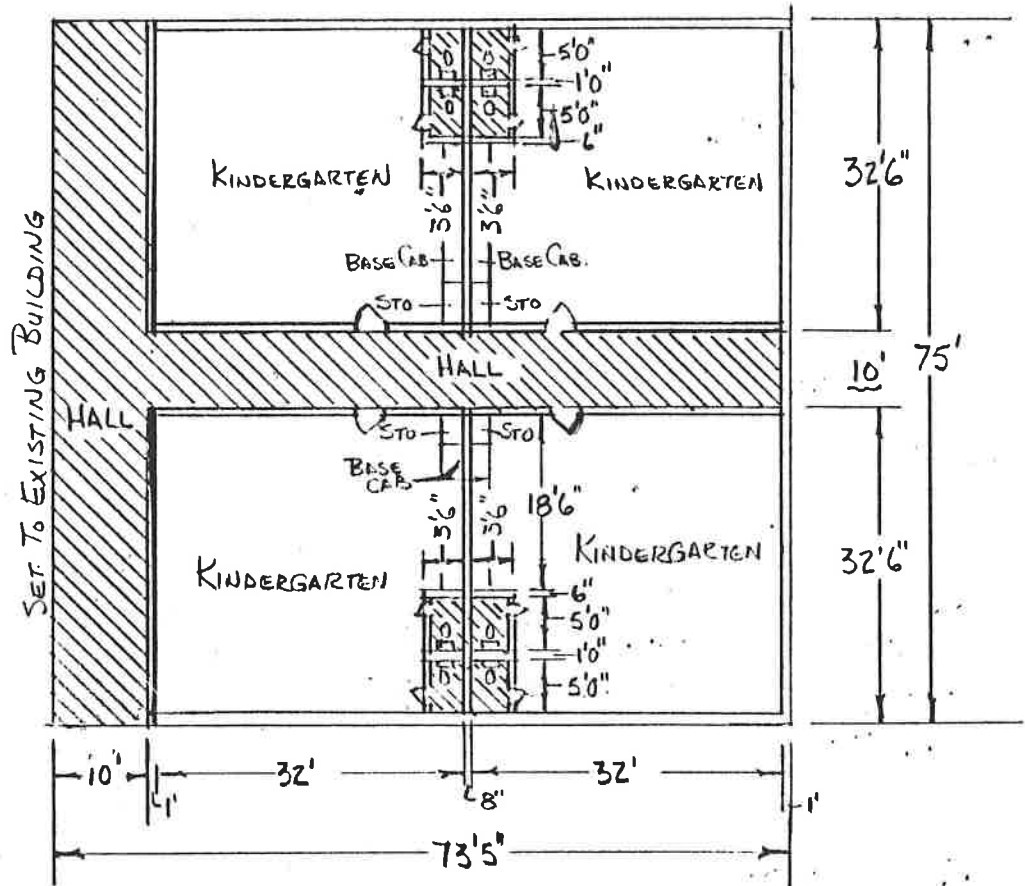 5'0"
1'0"
5'0"
6"
KINDERGARTEN
KINDERGARTEN
32'6"
3'6"
3'6"
BASE CAB
BASE CAB.
STO
STO
HALL
10'
75'
SET TO EXISTING BUILDING
HALL
STO
STO
BASE
CAB
18'6"
3'6"
3'6"
KINDERGARTEN
KINDERGARTEN
32'6"
6"
5'0"
1'0"
5'0"
10'
1'
32'
8"
32'
1'
73'5"